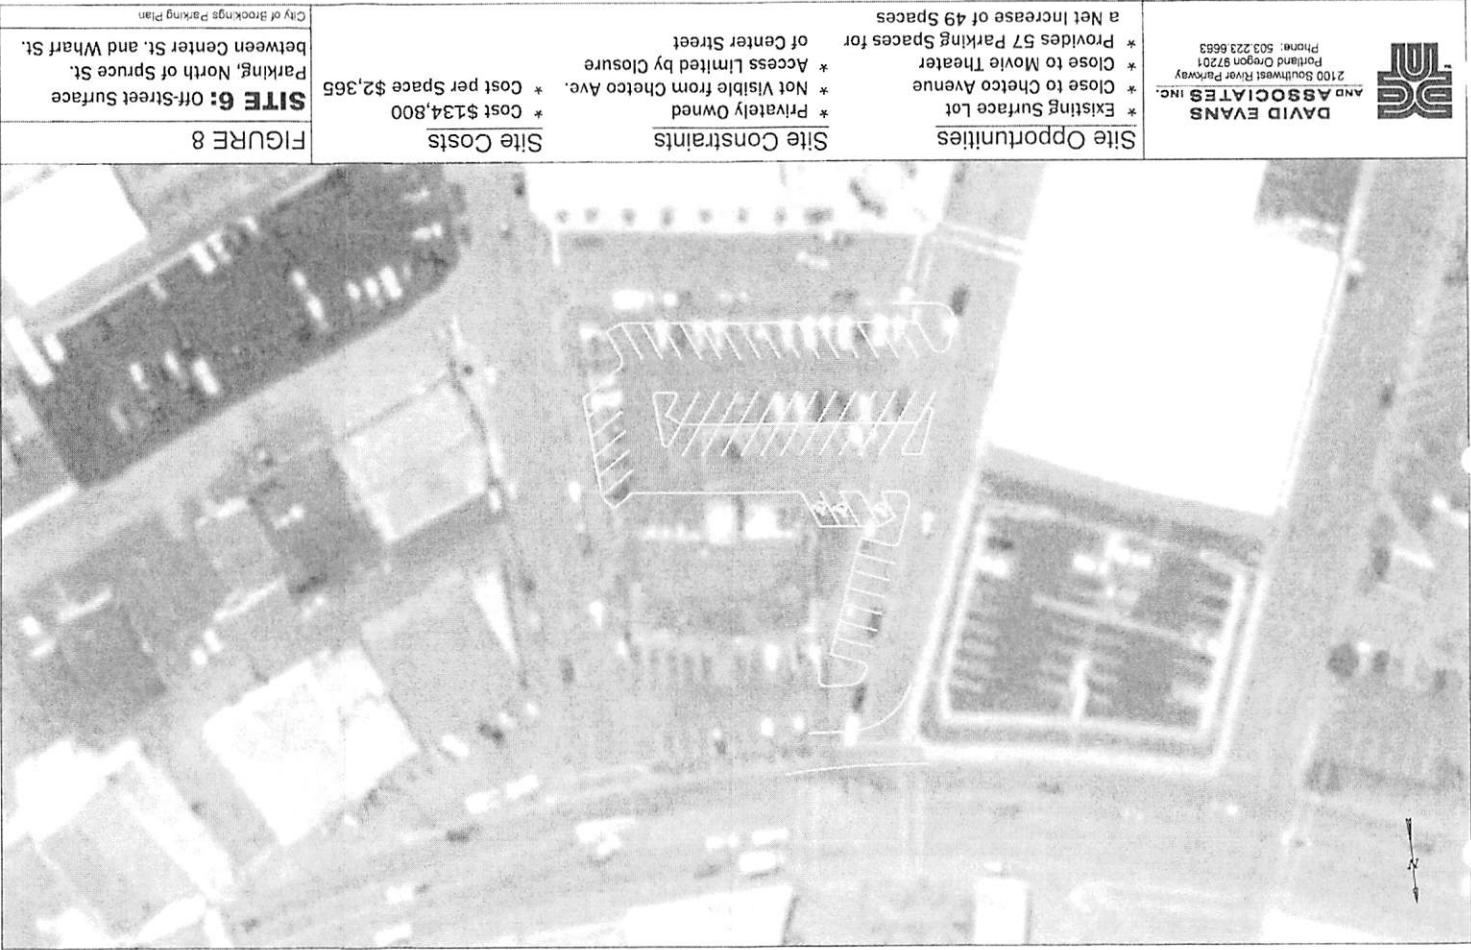 DAVID EVANS
AND ASSOCIATES INC.
2100 Southwest River Parkway
Portland Oregon 97201
Phone: 503.223.6663
Site Opportunities
* Existing Surface Lot
* Close to Chetco Avenue
* Close to Movie Theater
* Provides 57 Parking Spaces for
a Net Increase of 49 Spaces
Site Constraints
* Privately Owned
* Not Visible from Chetco Ave.
* Access Limited by Closure
of Center Street
Site Costs
* Cost $134,800
* Cost per Space $2,365
FIGURE 8
SITE 6: Off-Street Surface
Parking, North of Spruce St.
between Center St. and Wharf St.
City of Brookings Parking Plan
N